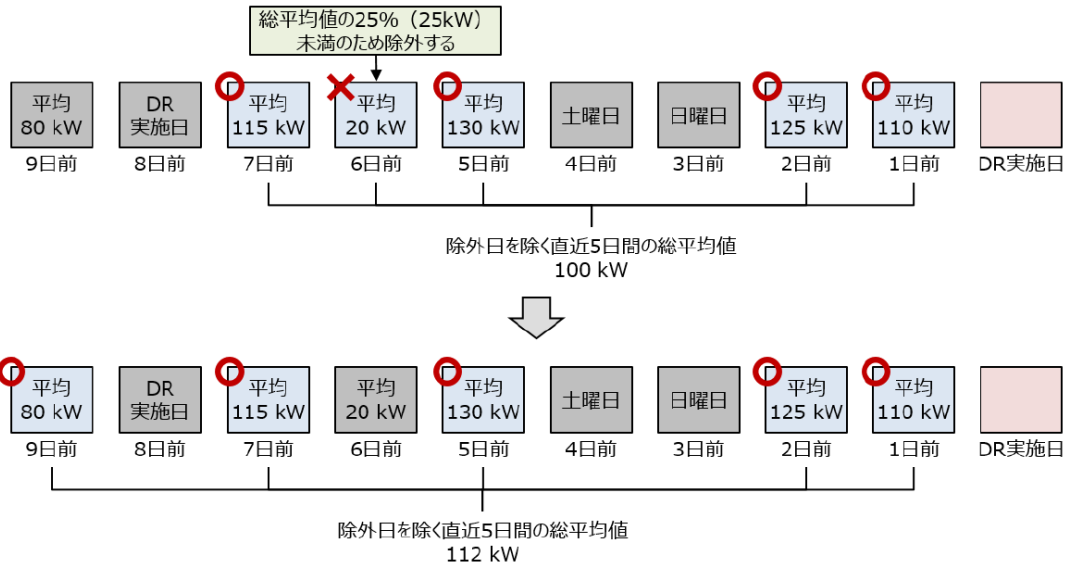 総平均値の25%（25kW）
未満のため除外する
平均
80 kW
DR
実施日
平均
115 kW
平均
20 kW
平均
130 kW
土曜日
日曜日
平均
125 kW
平均
110 kW
9日前
8日前
7日前
6日前
5日前
4日前
3日前
2日前
1日前
DR実施日
除外日を除く直近5日間の総平均値
100 kW
平均
80 kW
DR
実施日
平均
115 kW
平均
20 kW
平均
130 kW
土曜日
日曜日
平均
125 kW
平均
110 kW
9日前
8日前
7日前
6日前
5日前
4日前
3日前
2日前
1日前
DR実施日
除外日を除く直近5日間の総平均値
112 kW